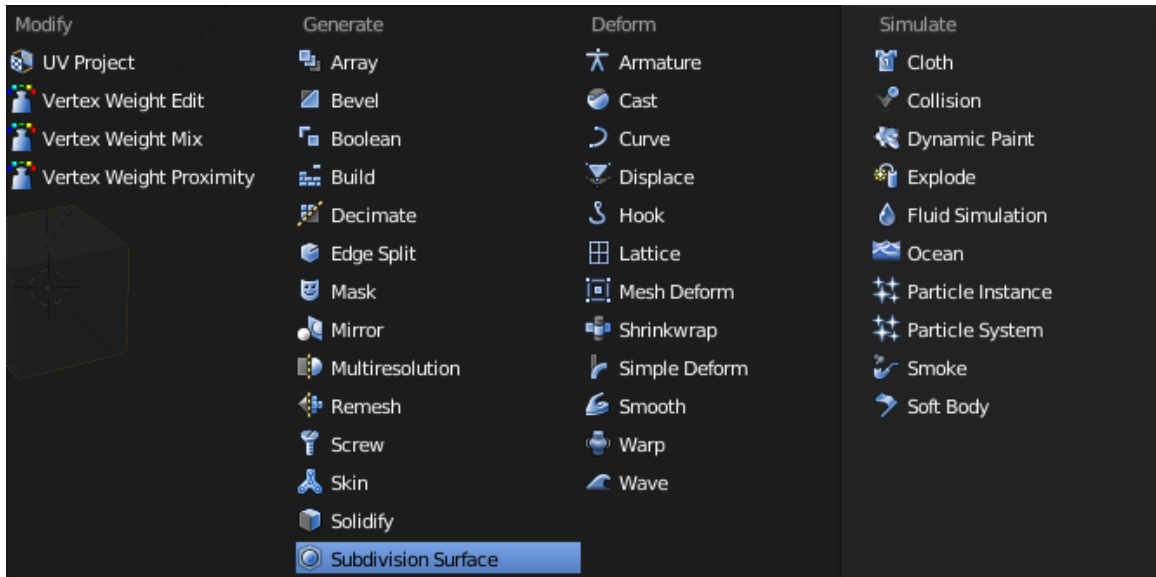 Modify
UV Project
Vertex Weight Edit
Vertex Weight Mix
Vertex Weight Proximity
Generate
Array
Bevel
Boolean
Build
Decimate
Edge Split
Mask
Mirror
Multiresolution
Remesh
Screw
Skin
Solidify
Subdivision Surface
Deform
Armature
Cast
Curve
Displace
Hook
Lattice
Mesh Deform
Shrinkwrap
Simple Deform
Smooth
Warp
Wave
Simulate
Cloth
Collision
Dynamic Paint
Explode
Fluid Simulation
Ocean
Particle Instance
Particle System
Smoke
Soft Body